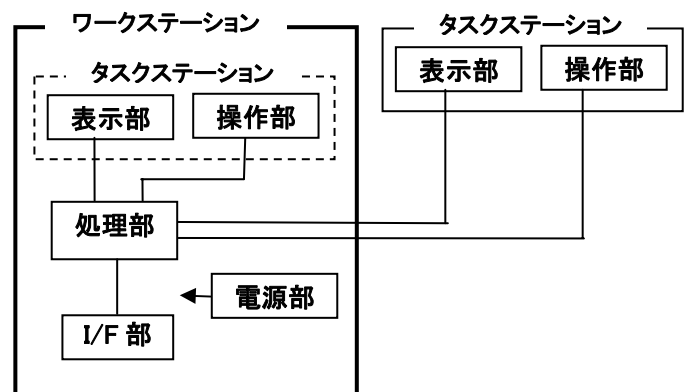 ワークステーション
タスクステーション
タスクステーション
表示部
操作部
表示部
操作部
処理部
電源部
I/F 部